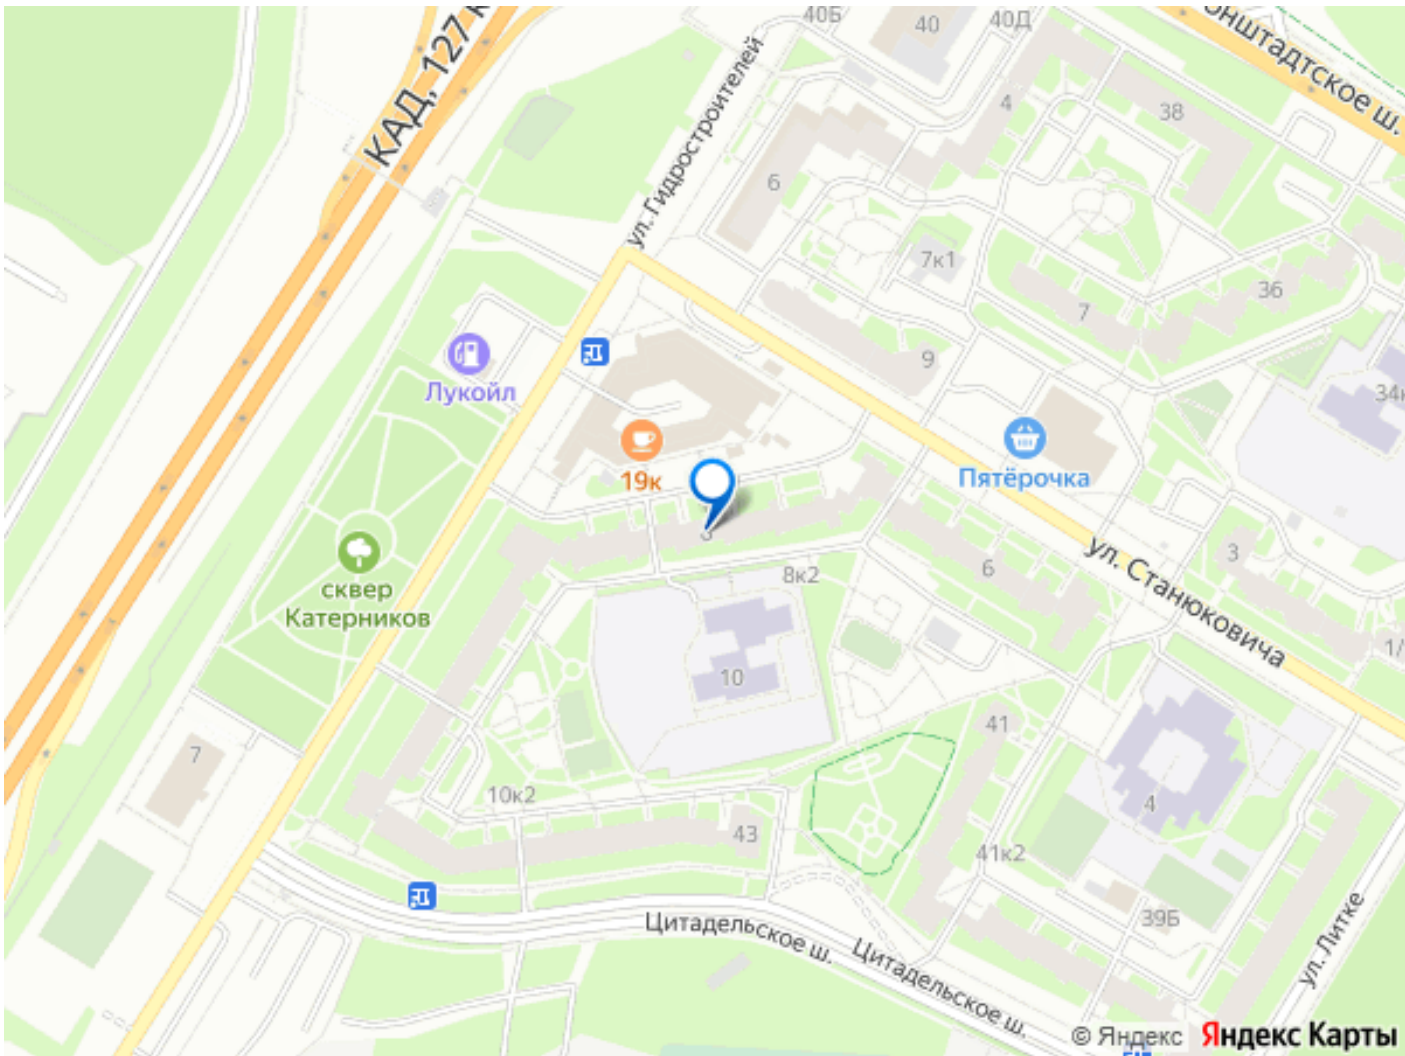 40Б
40
40Д
онштадтское ш.
КАД, 127 к
ул. Гидростроителей
4
38
6
7к1
36
7
9
34к
Лукойл
19к
Пятёрочка
3
6
ул. Станюковича
3
1/
сквер
Катерников
8к2
10
41
7
10к2
43
4
41к2
39Б
Цитадельское ш.
Цитадельское ш.
ул. Литке
© Яндекс Яндекс Карты